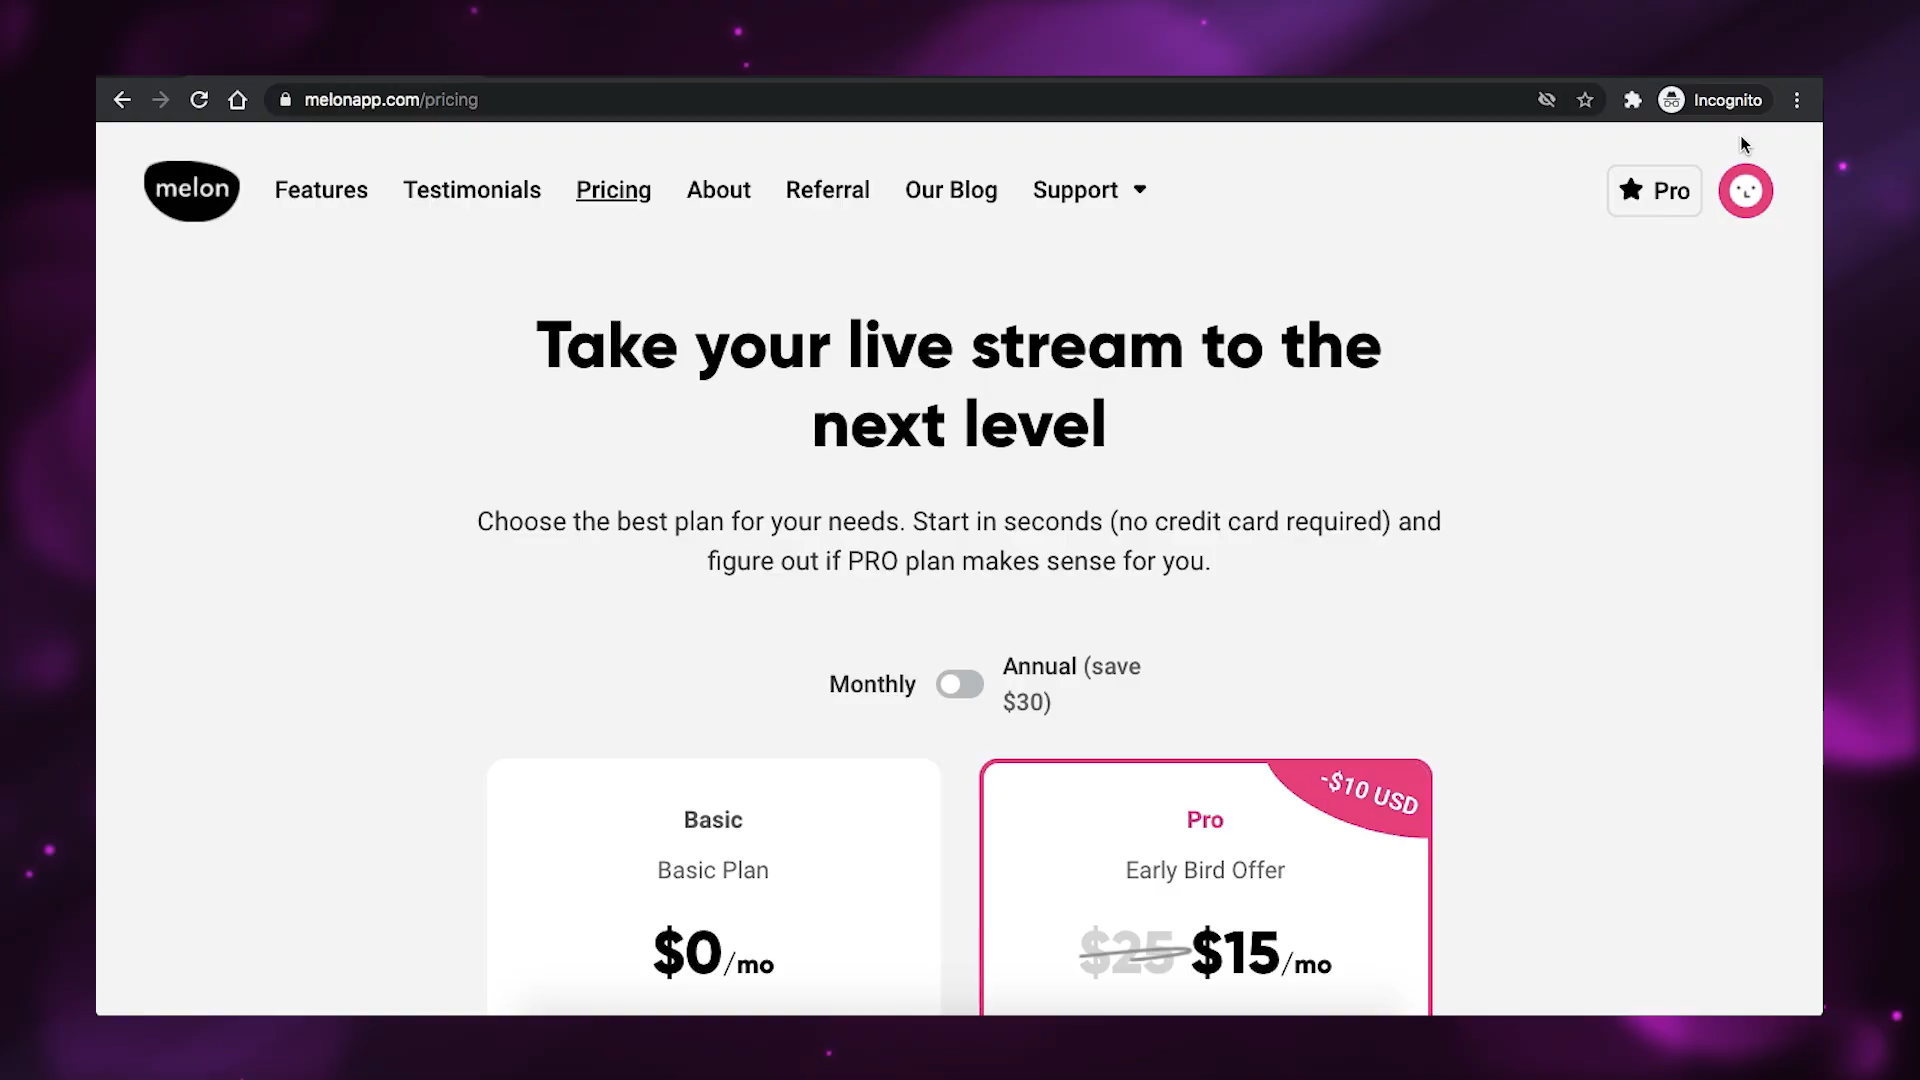 melonapp.com/pricing
Incognito
melon
Features
Testimonials
Pricing
About
Referral
Our Blog
Support
Pro
Take your live stream to the
next level
Choose the best plan for your needs. Start in seconds (no credit card required) and
figure out if PRO plan makes sense for you.
Monthly
Annual (save
$30)
Basic
Basic Plan
$0/mo
-$10 USD
Pro
Early Bird Offer
$25 $15/mo